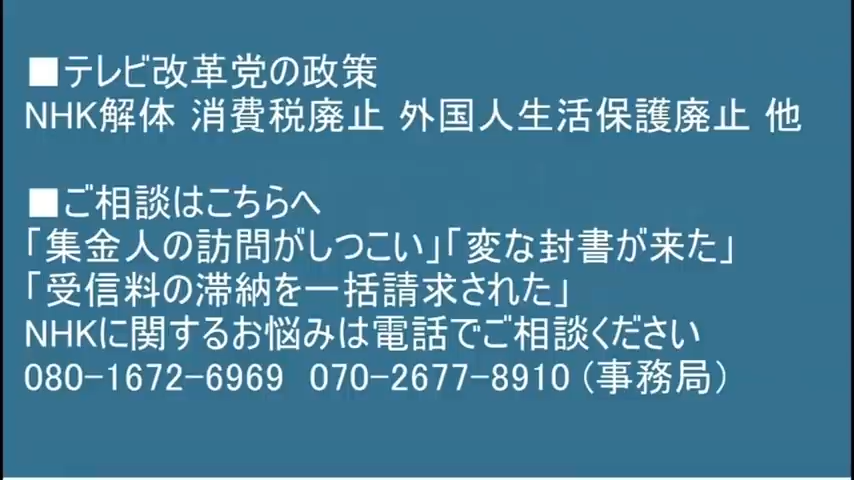 ■テレビ改革党の政策
NHK解体 消費税廃止 外国人生活保護廃止 他
■ご相談はこちらへ
「集金人の訪問がしつこい」「変な封書が来た」
「受信料の滞納を一括請求された」
NHKに関するお悩みは電話でご相談ください
080-1672-6969 070-2677-8910（事務局）